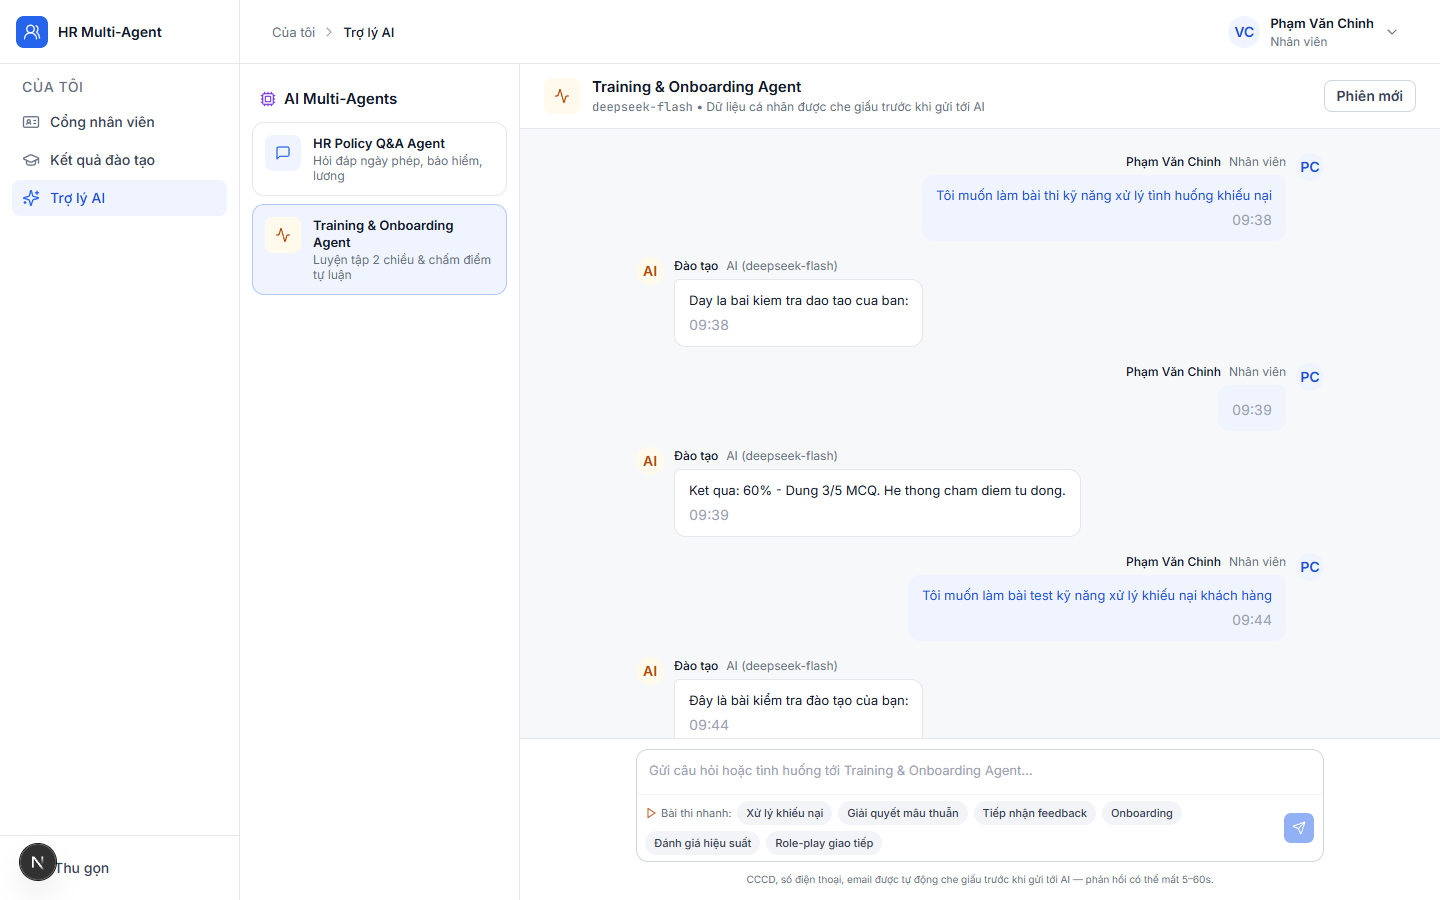 HR Multi-Agent
Của tôi > Trợ lý AI
VC
Phạm Văn Chinh
Nhân viên
CỦA TÔI
Cổng nhân viên
Kết quả đào tạo
Trợ lý AI
N
Thu gọn
AI Multi-Agents
HR Policy Q&A Agent
Hỏi đáp ngày phép, bảo hiểm,
lương
Training & Onboarding
Agent
Luyện tập 2 chiều & chấm điểm
tự luận
Training & Onboarding Agent
deepseek-flash • Dữ liệu cá nhân được che giấu trước khi gửi tới AI
Phiên mới
Phạm Văn Chinh Nhân viên
PC
Tôi muốn làm bài thi kỹ năng xử lý tình huống khiếu nại
09:38
AI
Đào tạo AI (deepseek-flash)
Day la bai kiem tra dao tao cua ban:
09:38
Phạm Văn Chinh Nhân viên
PC
09:39
AI
Đào tạo AI (deepseek-flash)
Ket qua: 60% - Dung 3/5 MCQ. He thong cham diem tu dong.
09:39
Phạm Văn Chinh Nhân viên
PC
Tôi muốn làm bài test kỹ năng xử lý khiếu nại khách hàng
09:44
AI
Đào tạo AI (deepseek-flash)
Đây là bài kiểm tra đào tạo của bạn:
09:44
Gửi câu hỏi hoặc tình huống tới Training & Onboarding Agent...
Bài thi nhanh: Xử lý khiếu nại Giải quyết mâu thuẫn Tiếp nhận feedback Onboarding
Đánh giá hiệu suất Role-play giao tiếp
CCCD, số điện thoại, email được tự động che giấu trước khi gửi tới AI — phản hồi có thể mất 5–60s.